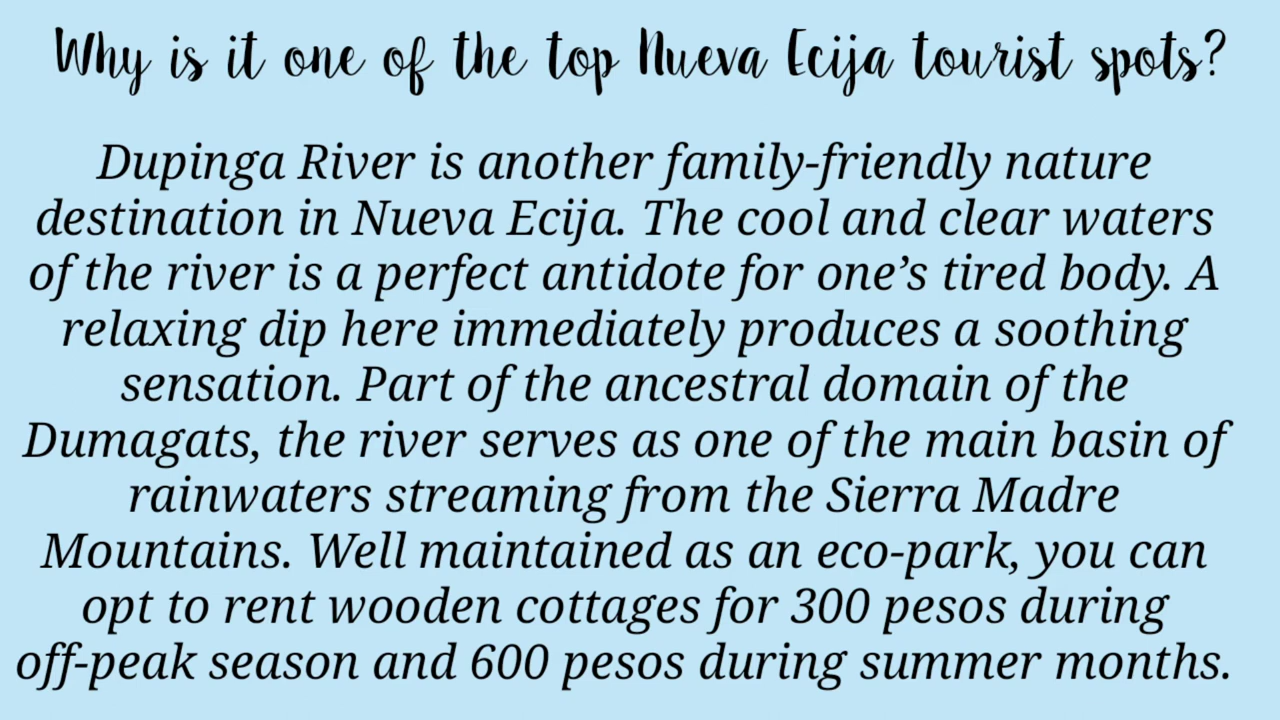 Why is it one of the top Nueva Ecija tourist spots?
Dupinga River is another family-friendly nature
destination in Nueva Ecija. The cool and clear waters
of the river is a perfect antidote for one’s tired body. A
relaxing dip here immediately produces a soothing
sensation. Part of the ancestral domain of the
Dumagats, the river serves as one of the main basin of
rainwaters streaming from the Sierra Madre
Mountains. Well maintained as an eco-park, you can
opt to rent wooden cottages for 300 pesos during
off-peak season and 600 pesos during summer months.